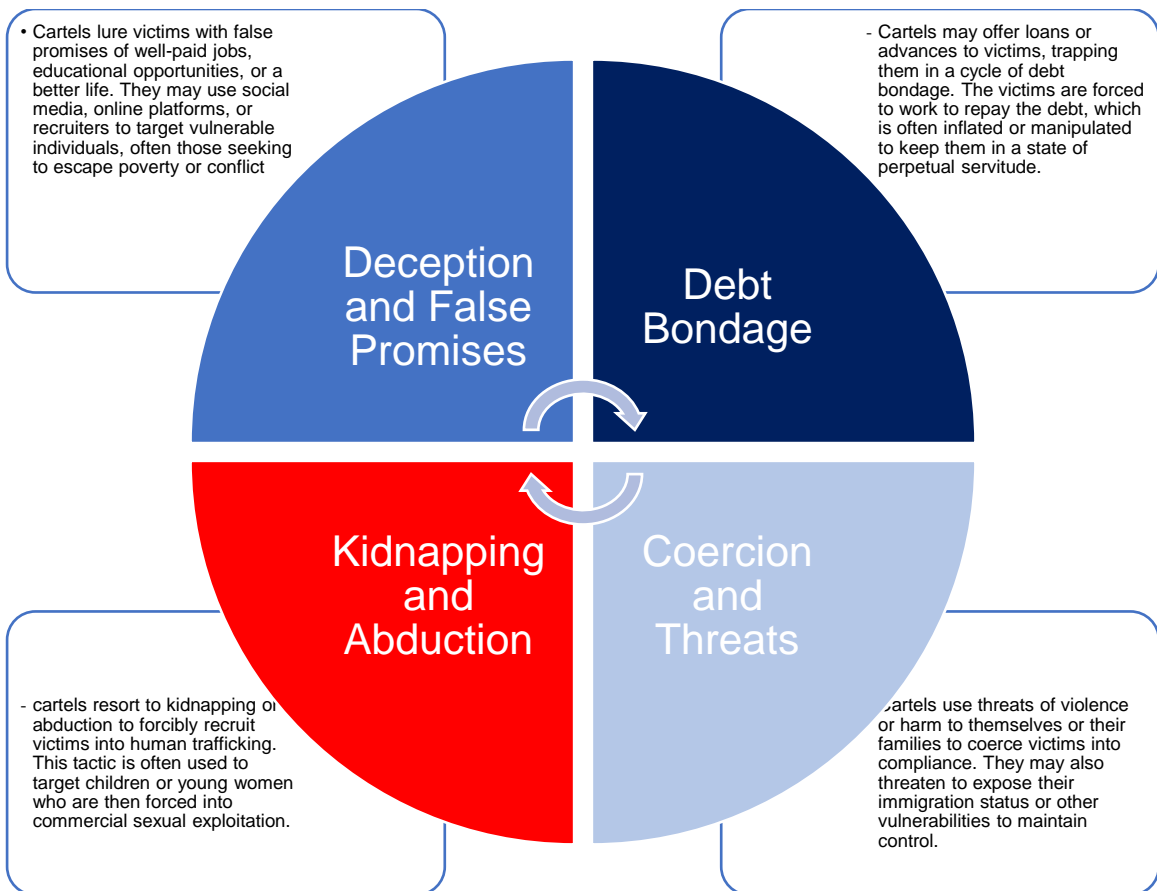 • Cartels lure victims with false
promises of well-paid jobs,
educational opportunities, or a
better life. They may use social
media, online platforms, or
recruiters to target vulnerable
individuals, often those seeking
to escape poverty or conflict
- Cartels may offer loans or
advances to victims, trapping
them in a cycle of debt
bondage. The victims are forced
to work to repay the debt, which
is often inflated or manipulated
to keep them in a state of
perpetual servitude.
Deception
and False
Promises
Debt
Bondage
Kidnapping
and
Abduction
Coercion
and
Threats
- cartels resort to kidnapping or
abduction to forcibly recruit
victims into human trafficking.
This tactic is often used to
target children or young women
who are then forced into
commercial sexual exploitation.
Cartels use threats of violence
or harm to themselves or their
families to coerce victims into
compliance. They may also
threaten to expose their
immigration status or other
vulnerabilities to maintain
control.